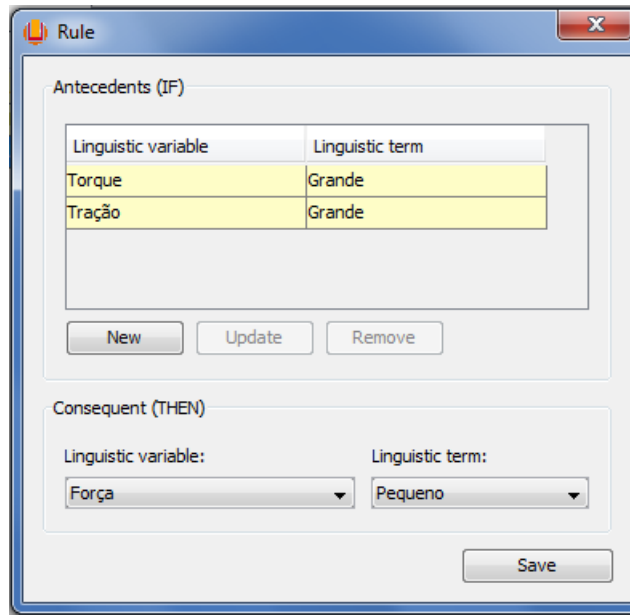 Rule
Antecedents (IF)
Linguistic variable Linguistic term
Torque Grande
Tração Grande
New Update Remove
Consequent (THEN)
Linguistic variable: Linguistic term:
Força Pequeno
Save